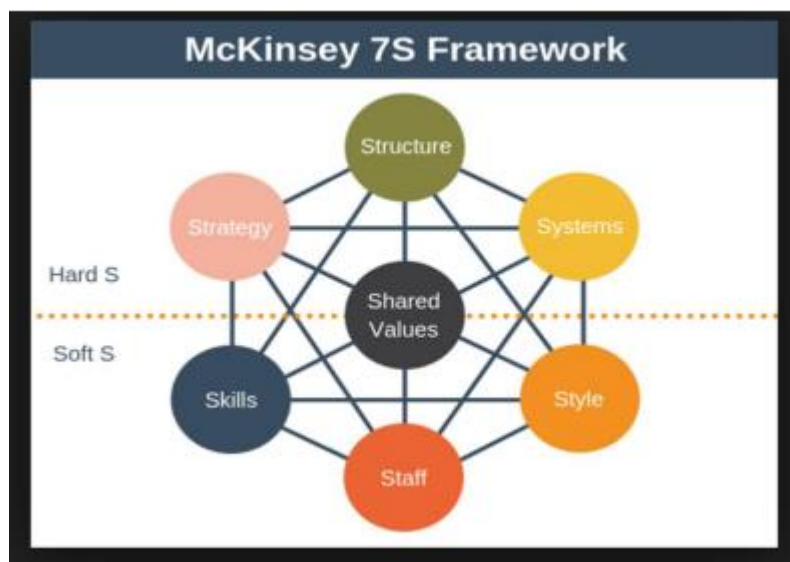 McKinsey 7S Framework
Structure
Strategy
Systems
Hard S
Shared
Values
Soft S
Skills
Style
Staff